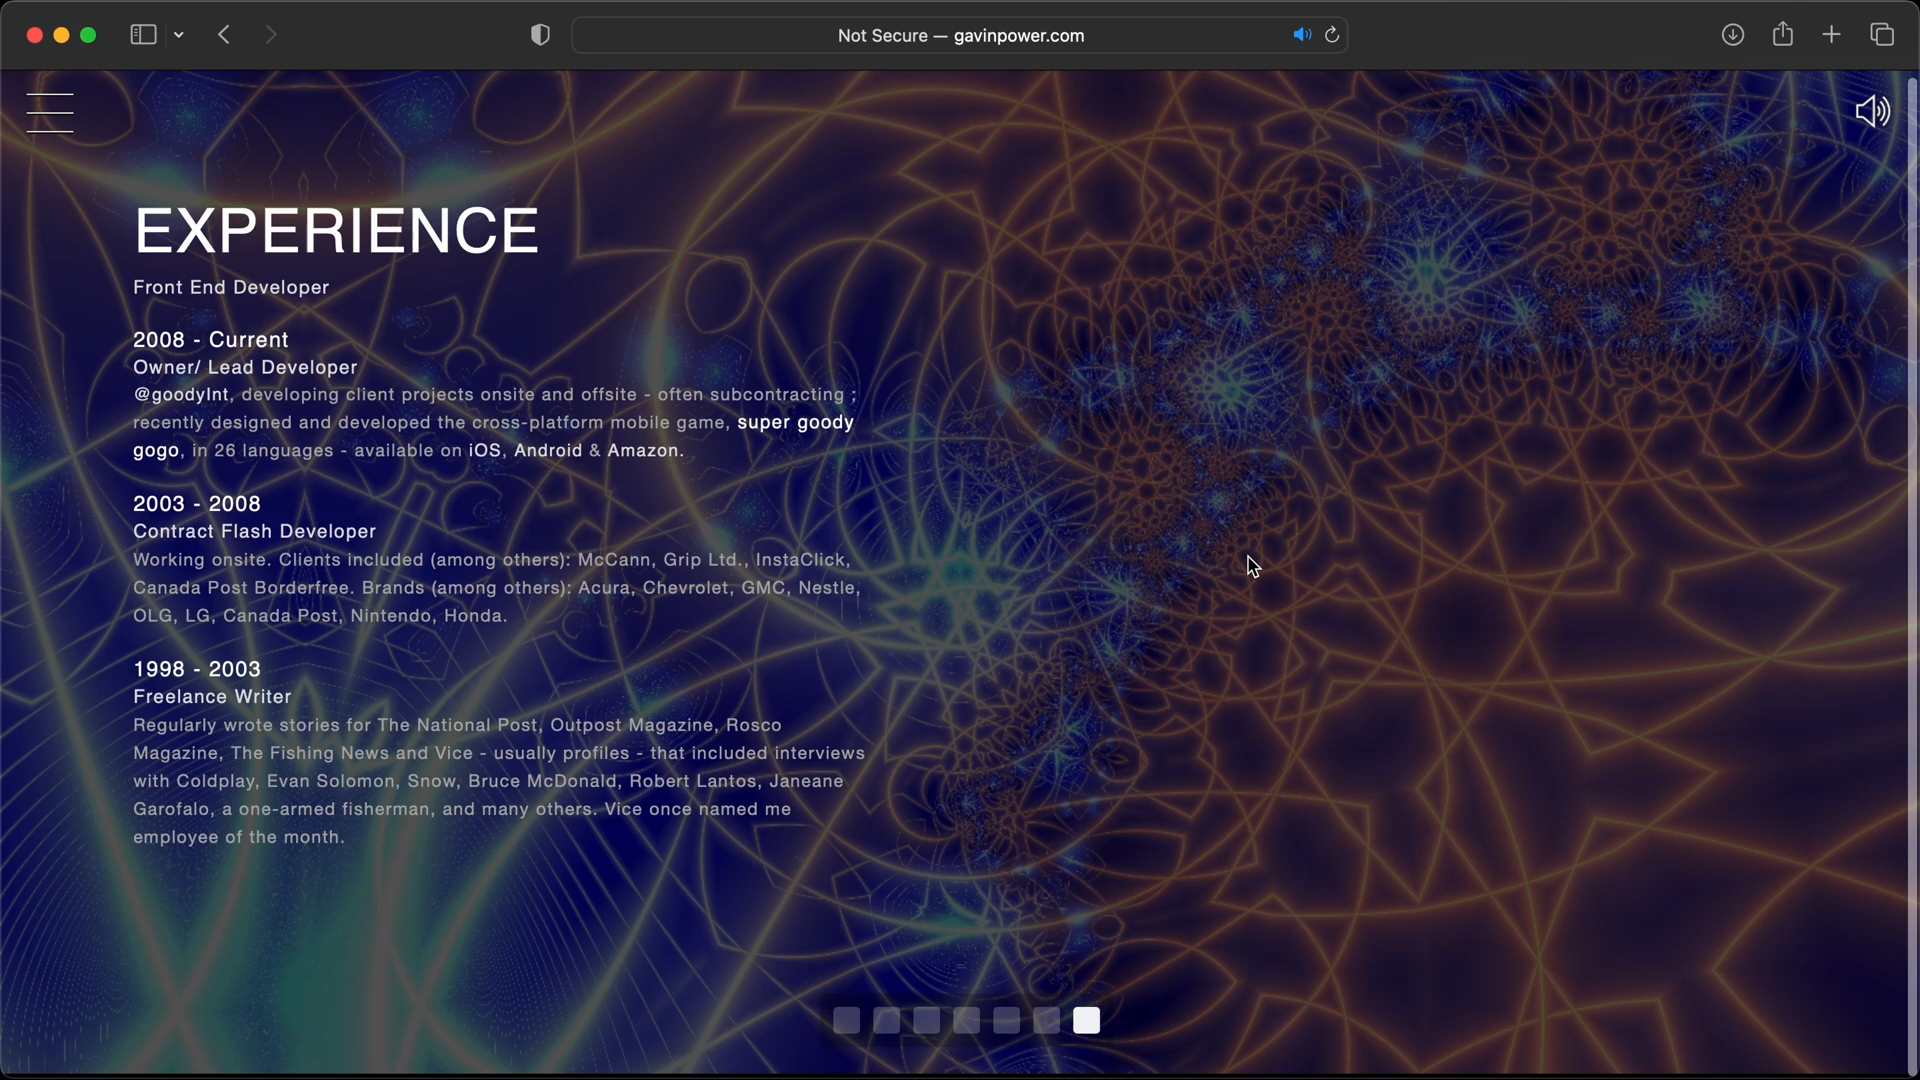 Not Secure — gavinpower.com
EXPERIENCE
Front End Developer
2008 - Current
Owner/ Lead Developer
@goodyInt, developing client projects onsite and offsite - often subcontracting ;
recently designed and developed the cross-platform mobile game, super goody
gogo, in 26 languages - available on iOS, Android & Amazon.
2003 - 2008
Contract Flash Developer
Working onsite. Clients included (among others): McCann, Grip Ltd., InstaClick,
Canada Post Borderfree. Brands (among others): Acura, Chevrolet, GMC, Nestle,
OLG, LG, Canada Post, Nintendo, Honda.
1998 - 2003
Freelance Writer
Regularly wrote stories for The National Post, Outpost Magazine, Rosco
Magazine, The Fishing News and Vice - usually profiles - that included interviews
with Coldplay, Evan Solomon, Snow, Bruce McDonald, Robert Lantos, Janeane
Garofalo, a one-armed fisherman, and many others. Vice once named me
employee of the month.